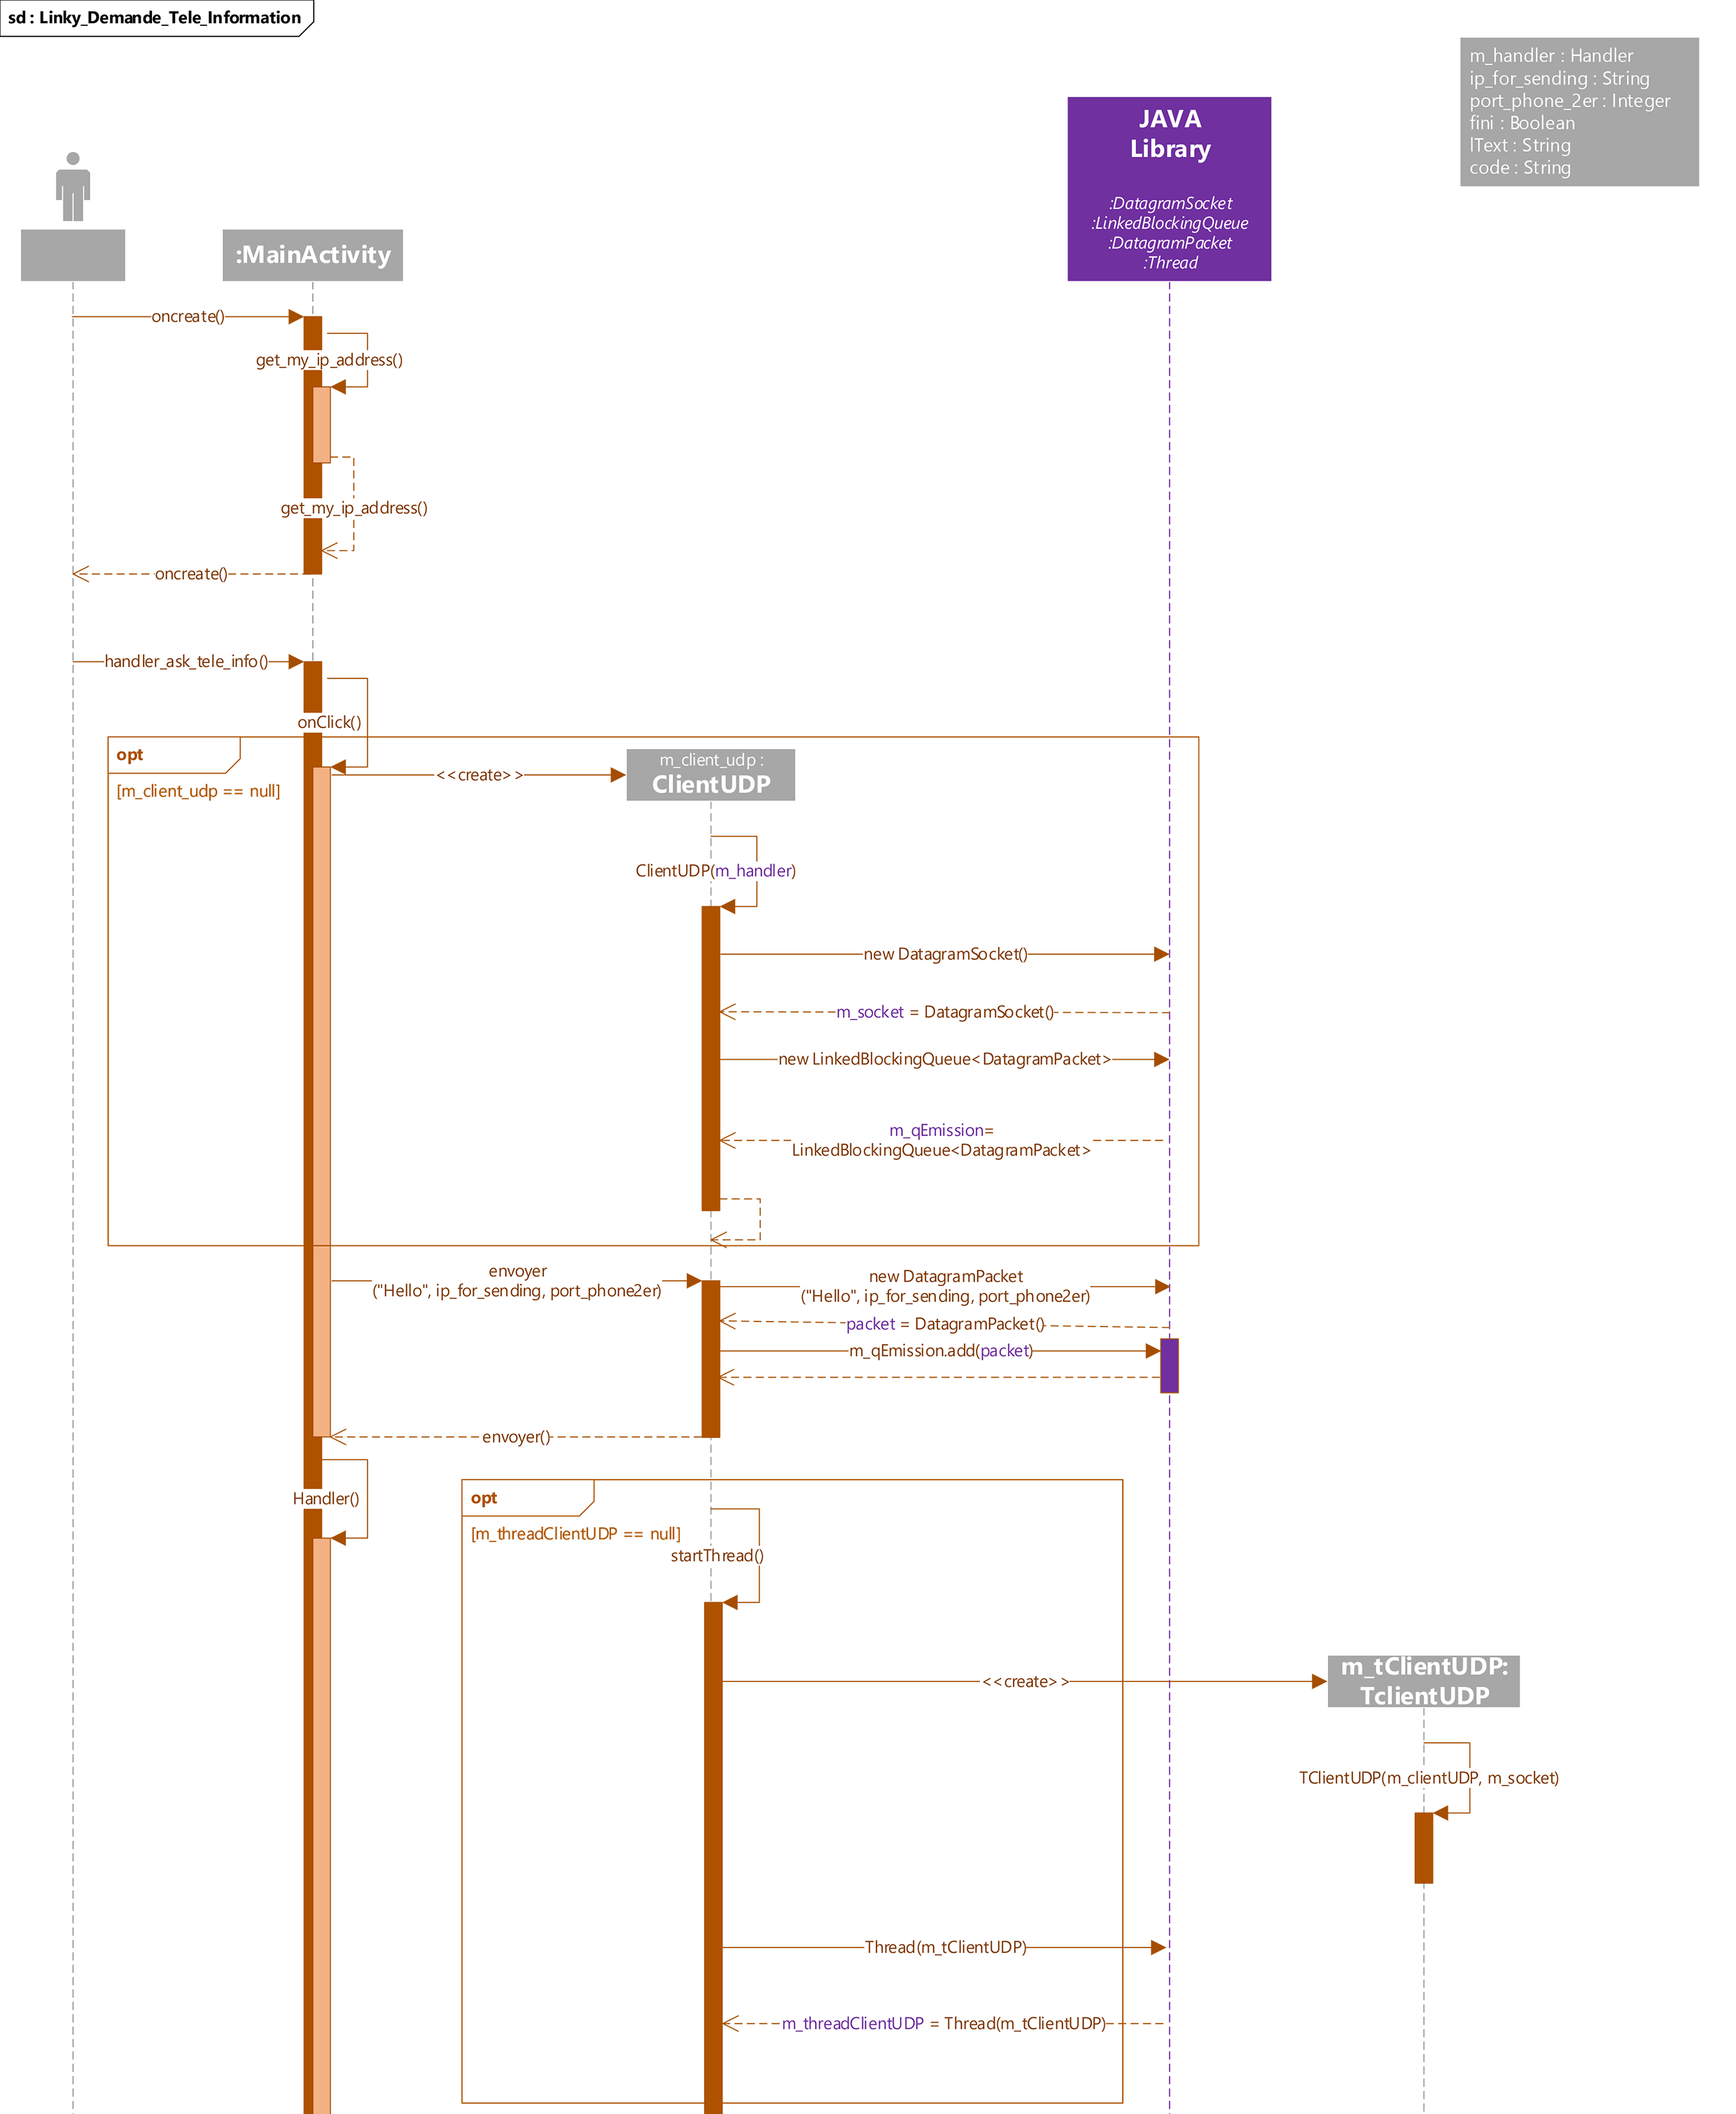 sd : Linky_Demande_Tele_Information
m_handler : Handler
ip_for_sending : String
port_phone_2er : Integer
fini : Boolean
lText : String
code : String
JAVA
Library
:DatagramSocket
:LinkedBlockingQueue
:DatagramPacket
:Thread
:MainActivity
oncreate()
get_my_ip_address()
get_my_ip_address()
oncreate()
handler_ask_tele_info()
onClick()
opt
[m_client_udp == null]
<<create>>
m_client_udp :
ClientUDP
ClientUDP(m_handler)
new DatagramSocket()
m_socket = DatagramSocket()
new LinkedBlockingQueue<DatagramPacket>
m_qEmission=
LinkedBlockingQueue<DatagramPacket>
envoyer
("Hello", ip_for_sending, port_phone2er)
new DatagramPacket
("Hello", ip_for_sending, port_phone2er)
packet = DatagramPacket()
m_qEmission.add(packet)
envoyer()
Handler()
opt
[m_threadClientUDP == null]
startThread()
<<create>>
m_tClientUDP:
TclientUDP
TClientUDP(m_clientUDP, m_socket)
Thread(m_tClientUDP)
m_threadClientUDP = Thread(m_tClientUDP)